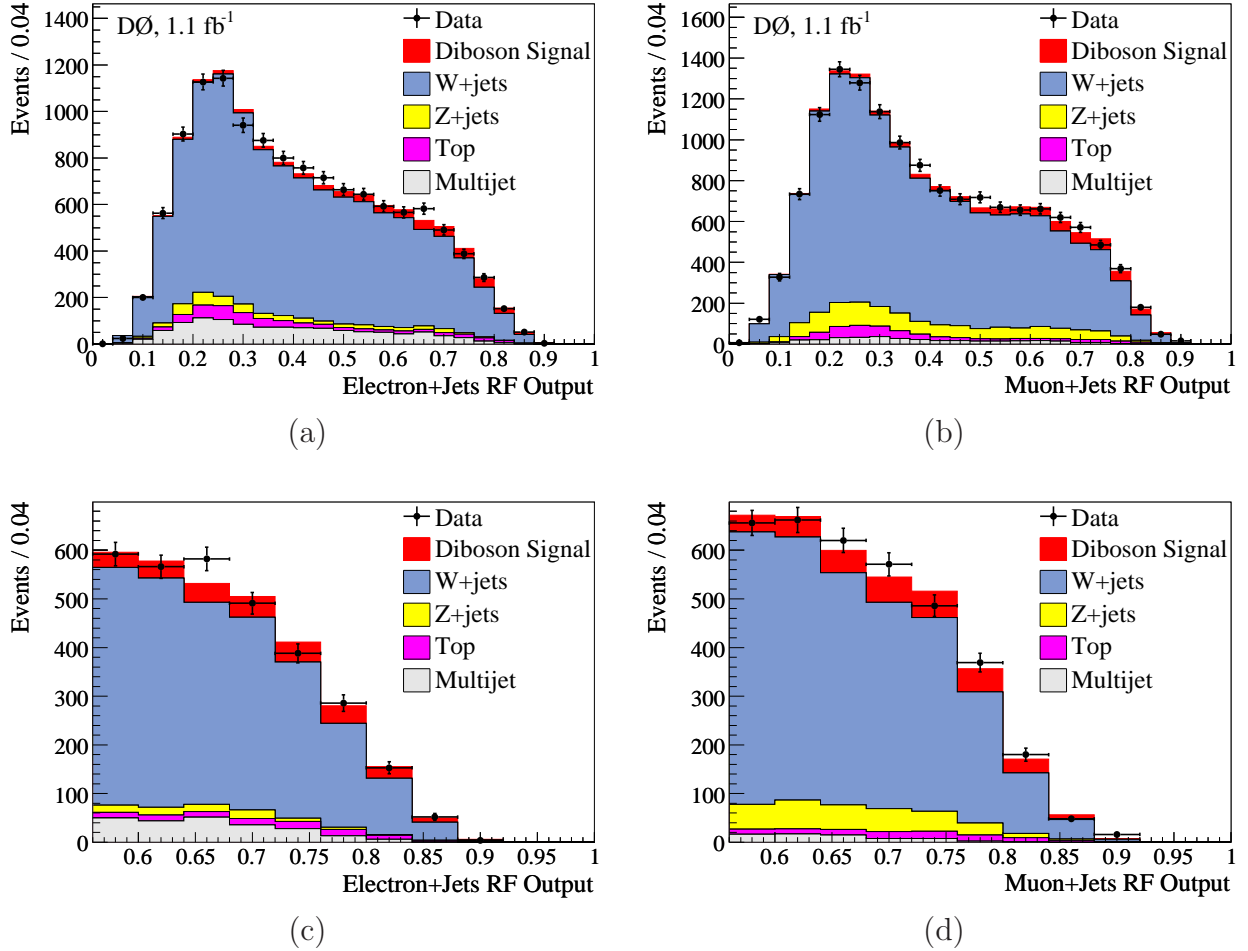 Events / 0.04
1400
1200
1000
800
600
400
200
0
DØ, 1.1 fb-1
Data
Diboson Signal
W+jets
Z+jets
Top
Multijet
0 0.1 0.2 0.3 0.4 0.5 0.6 0.7 0.8 0.9 1
Electron+Jets RF Output
(a)
Events / 0.04
1600
1400
1200
1000
800
600
400
200
0
DØ, 1.1 fb-1
Data
Diboson Signal
W+jets
Z+jets
Top
Multijet
0 0.1 0.2 0.3 0.4 0.5 0.6 0.7 0.8 0.9 1
Muon+Jets RF Output
(b)
Events / 0.04
600
500
400
300
200
100
0
Data
Diboson Signal
W+jets
Z+jets
Top
Multijet
0.6 0.65 0.7 0.75 0.8 0.85 0.9 0.95 1
Electron+Jets RF Output
(c)
Events / 0.04
600
500
400
300
200
100
0
Data
Diboson Signal
W+jets
Z+jets
Top
Multijet
0.6 0.65 0.7 0.75 0.8 0.85 0.9 0.95 1
Muon+Jets RF Output
(d)